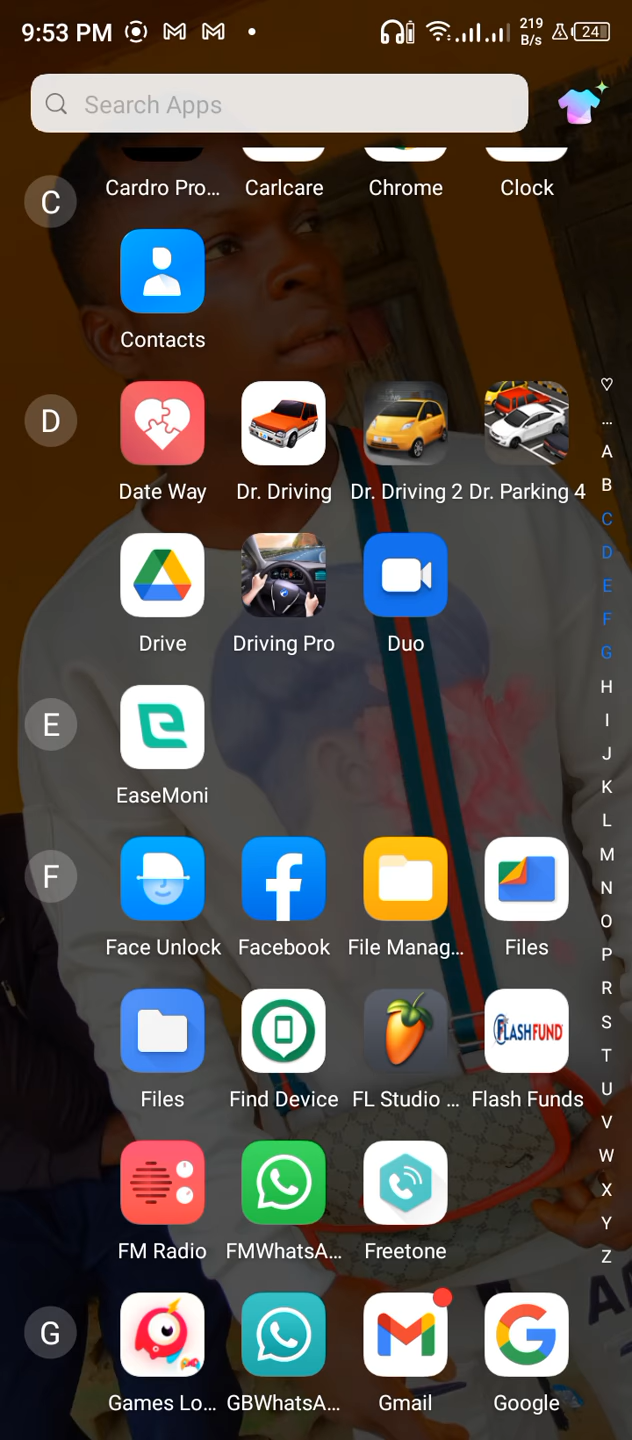 9:53 PM 219 B/s 24
Search Apps
C
Cardro Pro... Carlcare Chrome Clock
Contacts
D
Date Way Dr. Driving Dr. Driving 2 Dr. Parking 4
Drive Driving Pro Duo
E
EaseMoni
F
Face Unlock Facebook File Manag... Files
FLASHFUND
Files Find Device FL Studio ... Flash Funds
FM Radio FMWhatsA... Freetone
G
Games Lo... GBWhatsA... Gmail Google
...
A
B
C
D
E
F
G
H
I
J
K
L
M
N
O
P
R
S
T
U
V
W
X
Y
Z